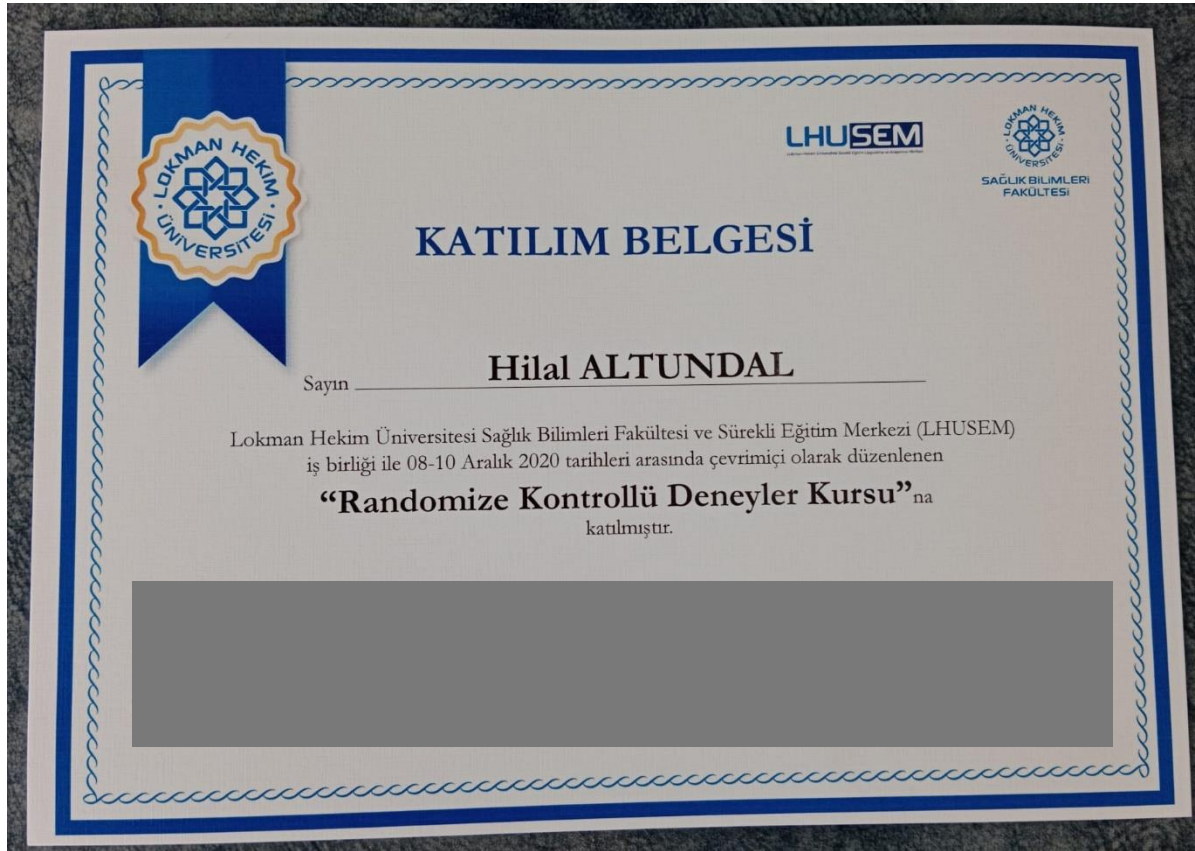 LOKMAN HEKİM ÜNİVERSİTESİ
LHUSEM
LOKMAN HEKİM ÜNİVERSİTESİ
SAĞLIK BİLİMLERİ
FAKÜLTESİ
KATILIM BELGESİ
Sayın Hilal ALTUNDAL
Lokman Hekim Üniversitesi Sağlık Bilimleri Fakültesi ve Sürekli Eğitim Merkezi (LHUSEM)
iş birliği ile 08-10 Aralık 2020 tarihleri arasında çevrimiçi olarak düzenlenen
“Randomize Kontrollü Deneyler Kursu”na
katılmıştır.